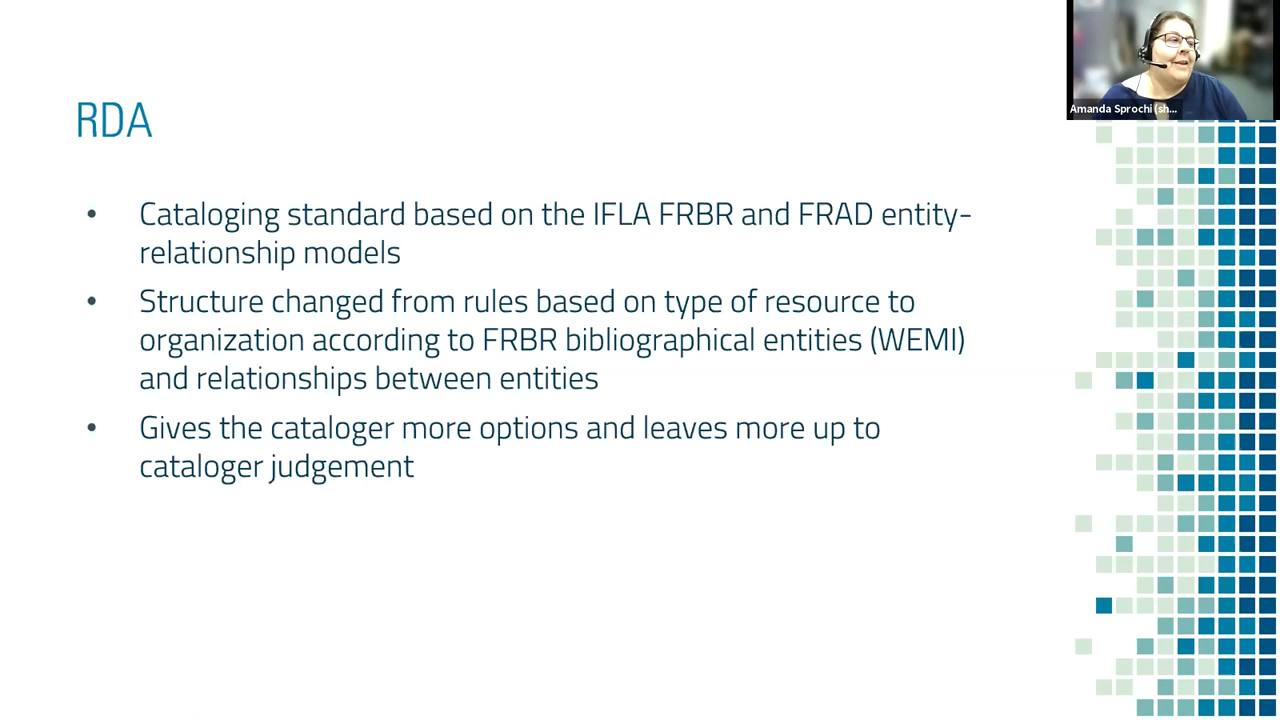 Amanda Sprochi (sh...
RDA
• Cataloging standard based on the IFLA FRBR and FRAD entity-
relationship models
• Structure changed from rules based on type of resource to
organization according to FRBR bibliographical entities (WEMI)
and relationships between entities
• Gives the cataloger more options and leaves more up to
cataloger judgement